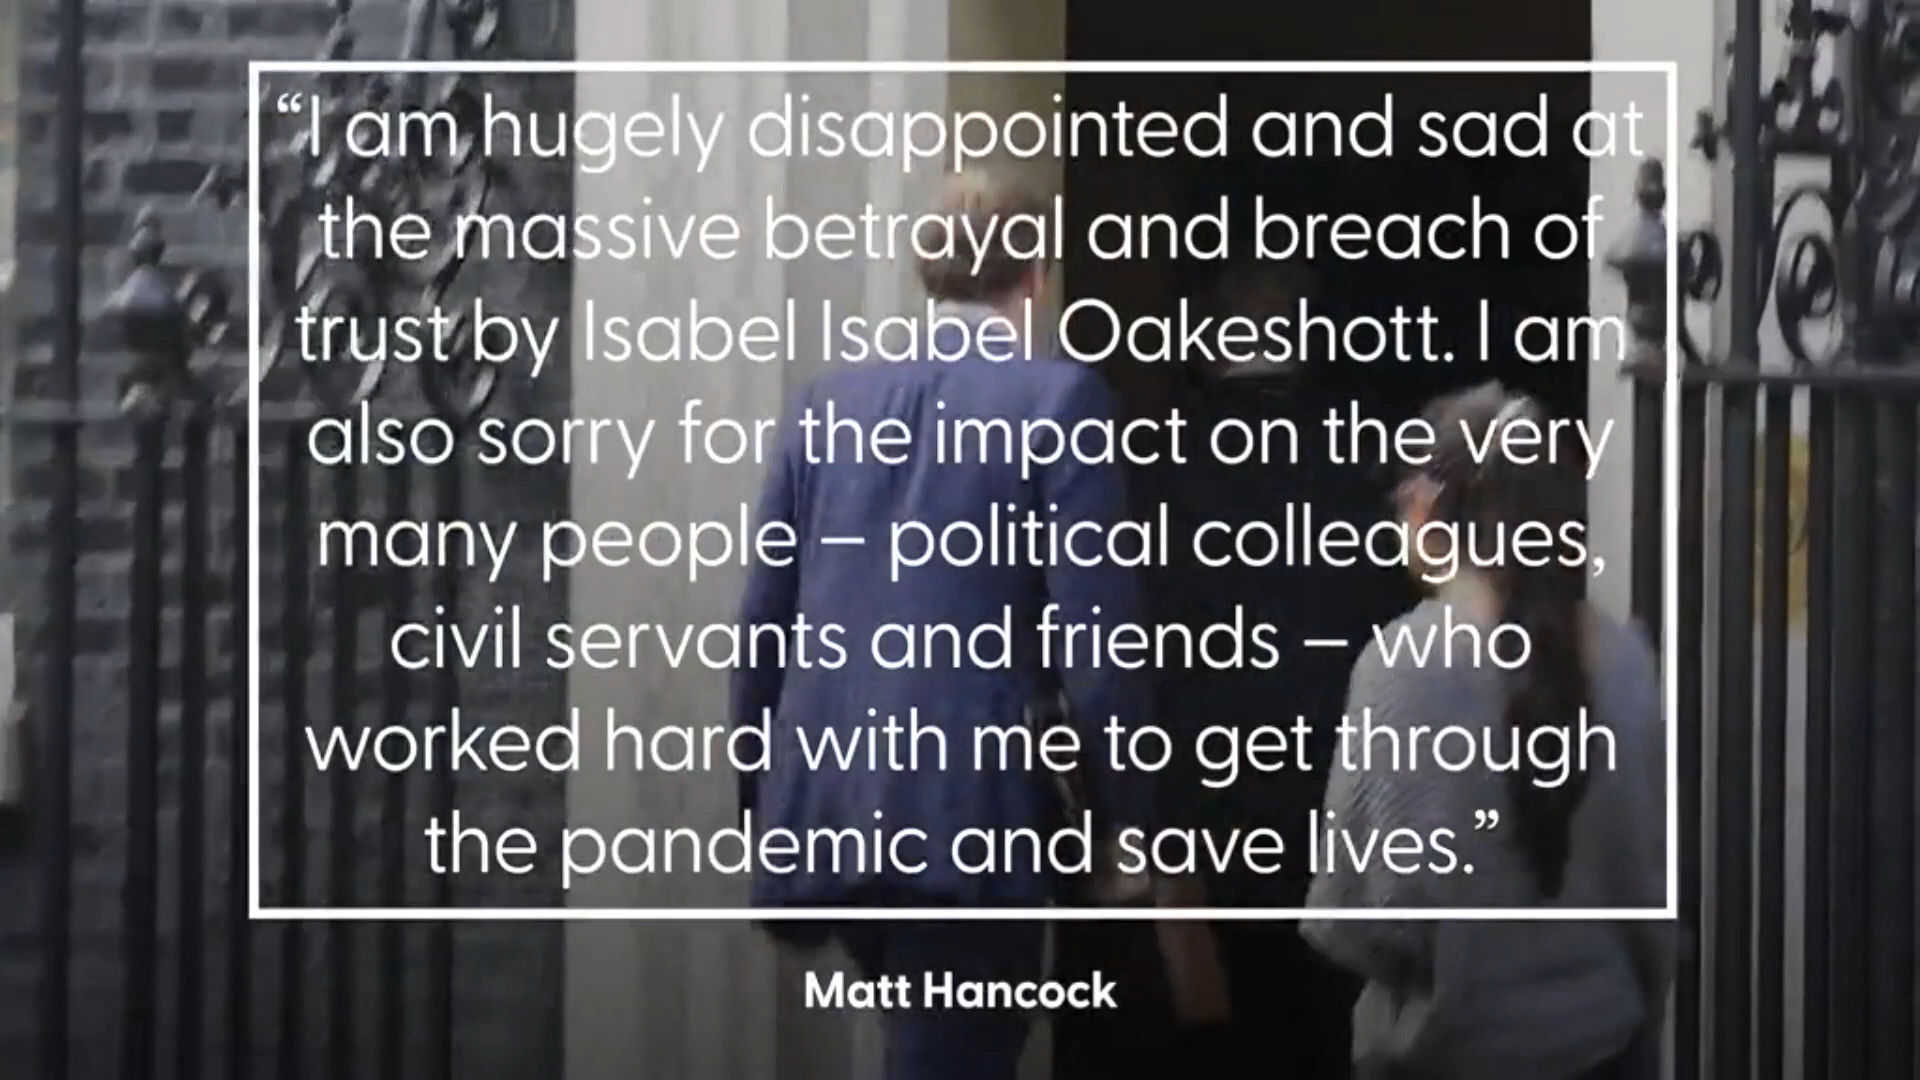 “I am hugely disappointed and sad at
the massive betrayal and breach of
trust by Isabel Isabel Oakeshott. I am
also sorry for the impact on the very
many people – political colleagues,
civil servants and friends – who
worked hard with me to get through
the pandemic and save lives.”
Matt Hancock